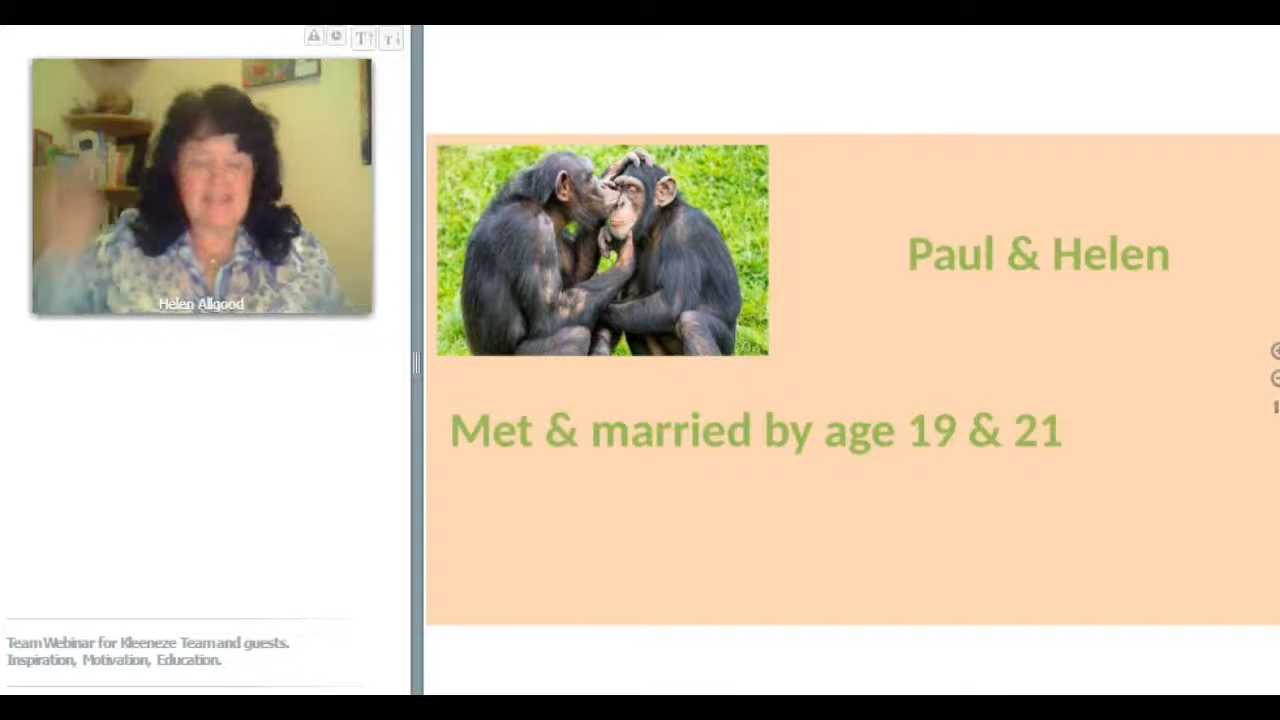 Helen Allgood
Paul & Helen
Met & married by age 19 & 21
Team Webinar for Kleeneze Team and guests.
Inspiration, Motivation, Education.